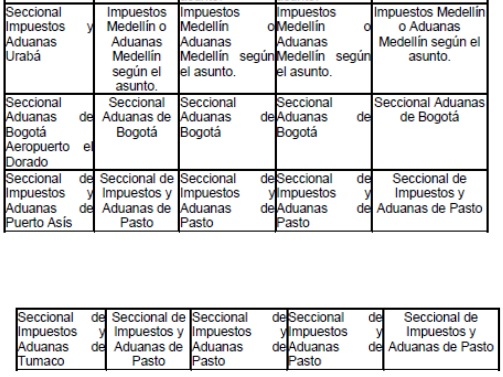 Seccional
Impuestos y
Aduanas
Urabá
Impuestos
Medellín o
Aduanas
Medellín
según el
asunto.
Impuestos
Medellín o
Aduanas
Medellín según
el asunto.
Impuestos
Medellín o
Aduanas
Medellín según
el asunto.
Impuestos Medellín
o Aduanas
Medellín según el
asunto.
Seccional
Aduanas de
Bogotá
Aeropuerto el
Dorado
Seccional
Aduanas de
Bogotá
Seccional
Aduanas de
Bogotá
Seccional
Aduanas de
Bogotá
Seccional Aduanas
de Bogotá
Seccional de
Impuestos y
Aduanas de
Puerto Asís
Seccional de
Impuestos y
Aduanas de
Pasto
Seccional de
Impuestos y
Aduanas de
Pasto
Seccional de
Impuestos y
Aduanas de
Pasto
Seccional de
Impuestos y
Aduanas de Pasto
Seccional de
Impuestos y
Aduanas de
Tumaco
Seccional de
Impuestos y
Aduanas de
Pasto
Seccional de
Impuestos y
Aduanas de
Pasto
Seccional de
Impuestos y
Aduanas de
Pasto
Seccional de
Impuestos y
Aduanas de Pasto